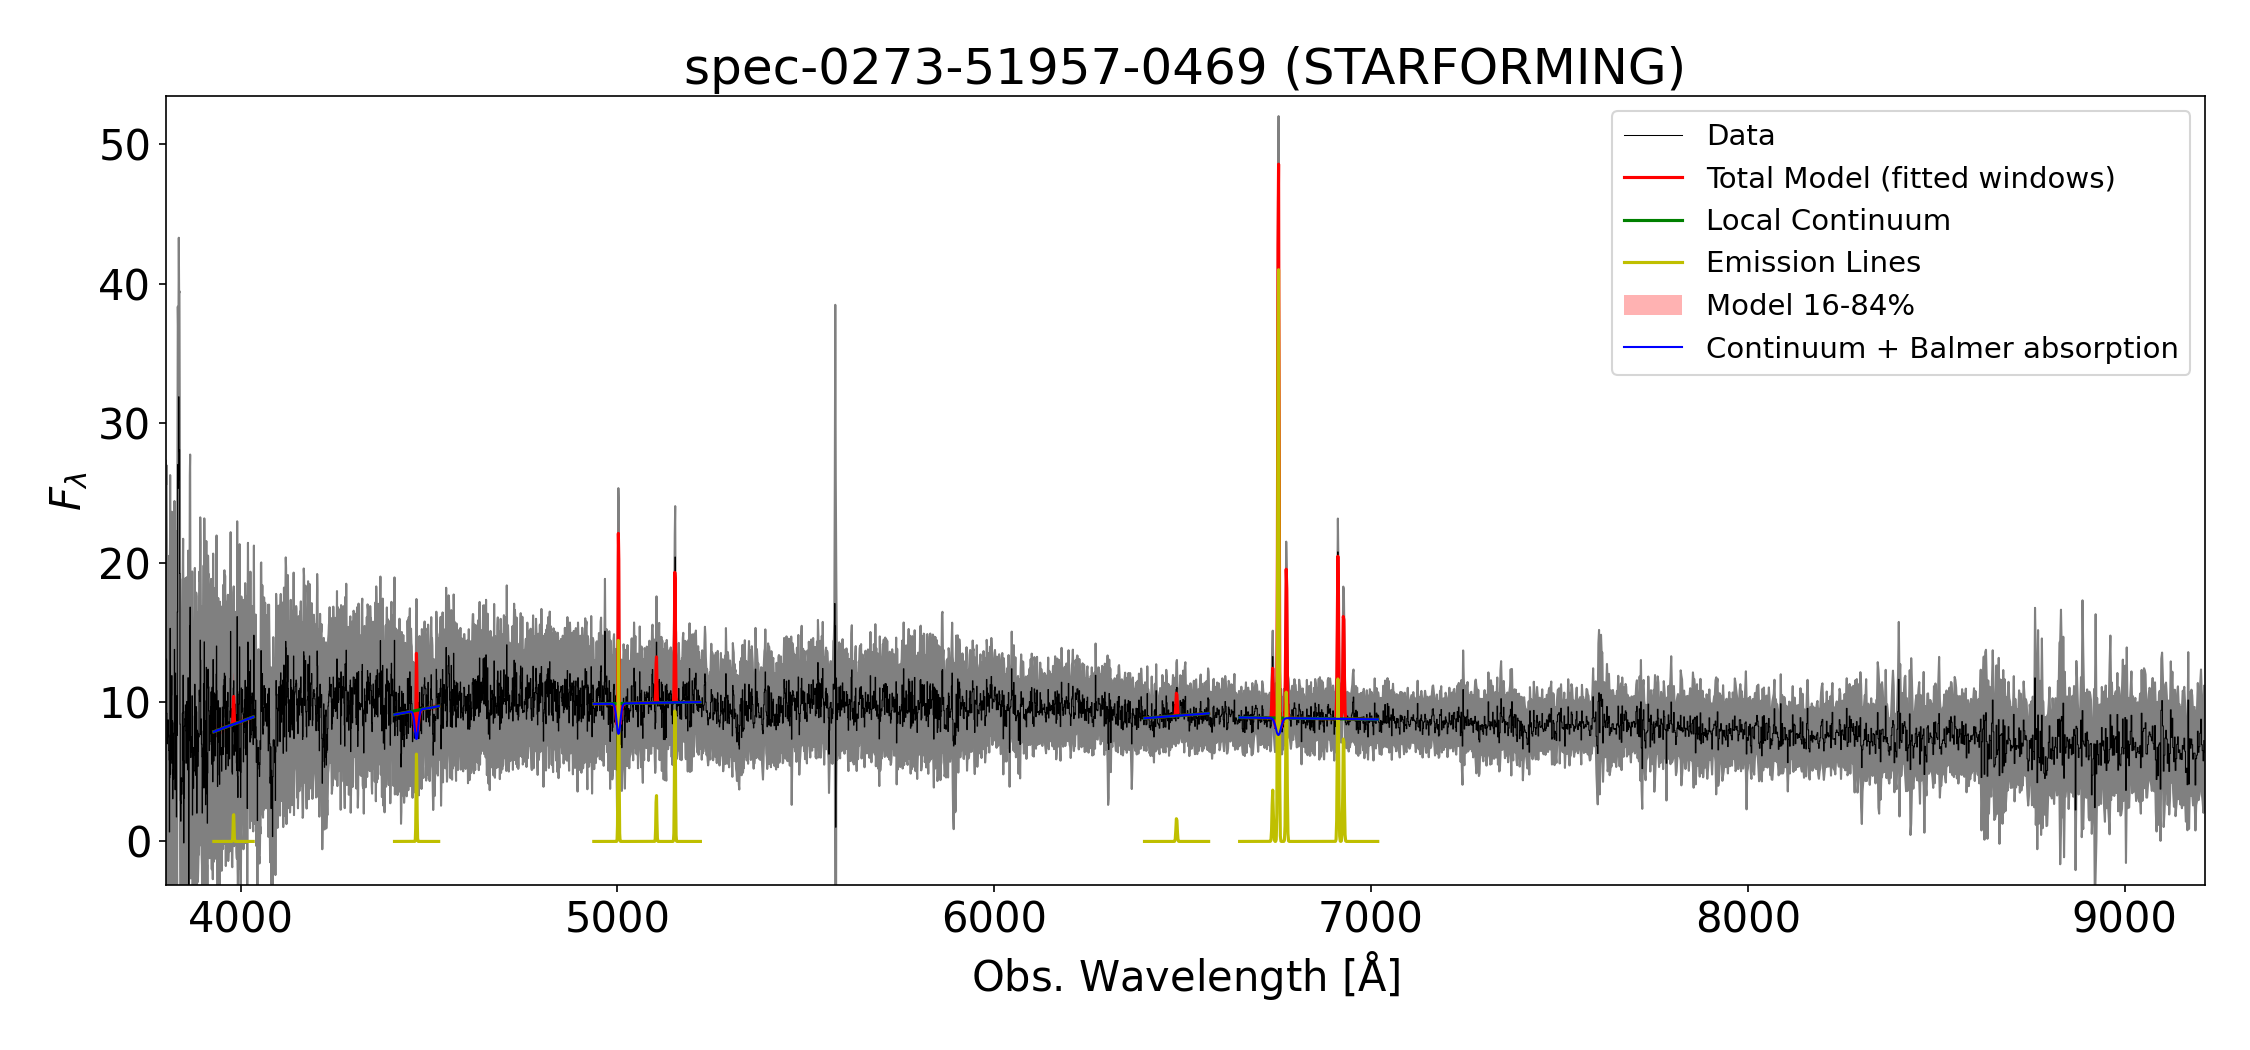 spec-0273-51957-0469 (STARFORMING)
50
40
30
20
10
0
Fλ
Data
Total Model (fitted windows)
Local Continuum
Emission Lines
Model 16-84%
Continuum + Balmer absorption
4000 5000 6000 7000 8000 9000
Obs. Wavelength [Å]